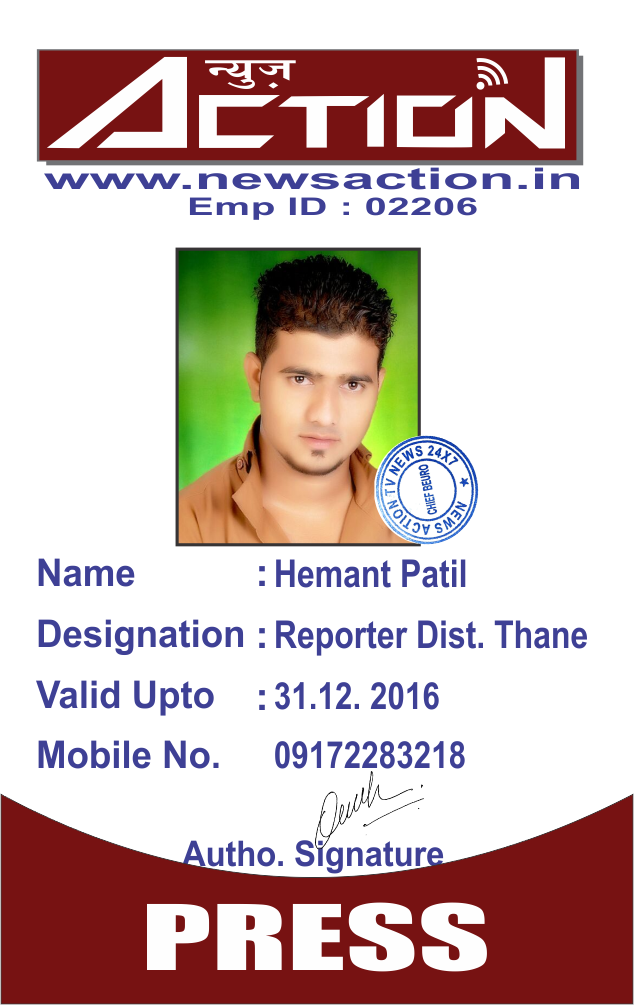 न्यूज़
ACTION
www.newsaction.in
Emp ID : 02206
NEWS ACTION TV NEWS 24X7 ★
CHIEF BEURO
Name : Hemant Patil
Designation : Reporter Dist. Thane
Valid Upto : 31.12. 2016
Mobile No. 09172283218
Autho. Signature
PRESS